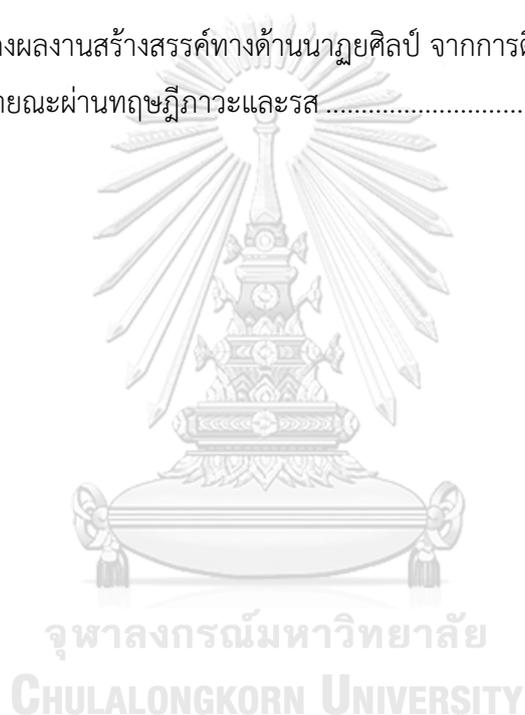 งผลงานสร้างสรรค์ทางด้านนาฏยศิลป์ จากการตี
ายณะผ่านทฤษฎีภาวะและรส ............................
จุฬาลงกรณ์มหาวิทยาลัย
CHULALONGKORN UNIVERSITY